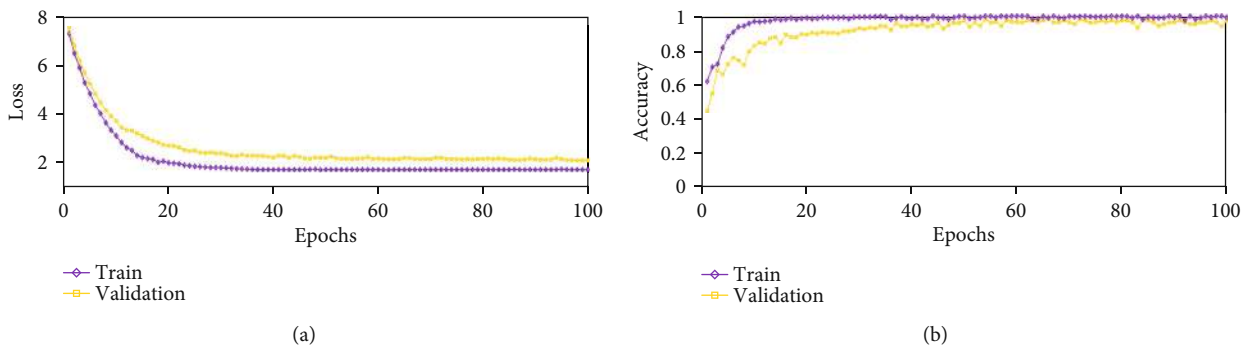 8
6
4
2
Loss
0 20 40 60 80 100
Epochs
Train
Validation
(a)
1
0.8
0.6
0.4
0.2
0
Accuracy
0 20 40 60 80 100
Epochs
Train
Validation
(b)